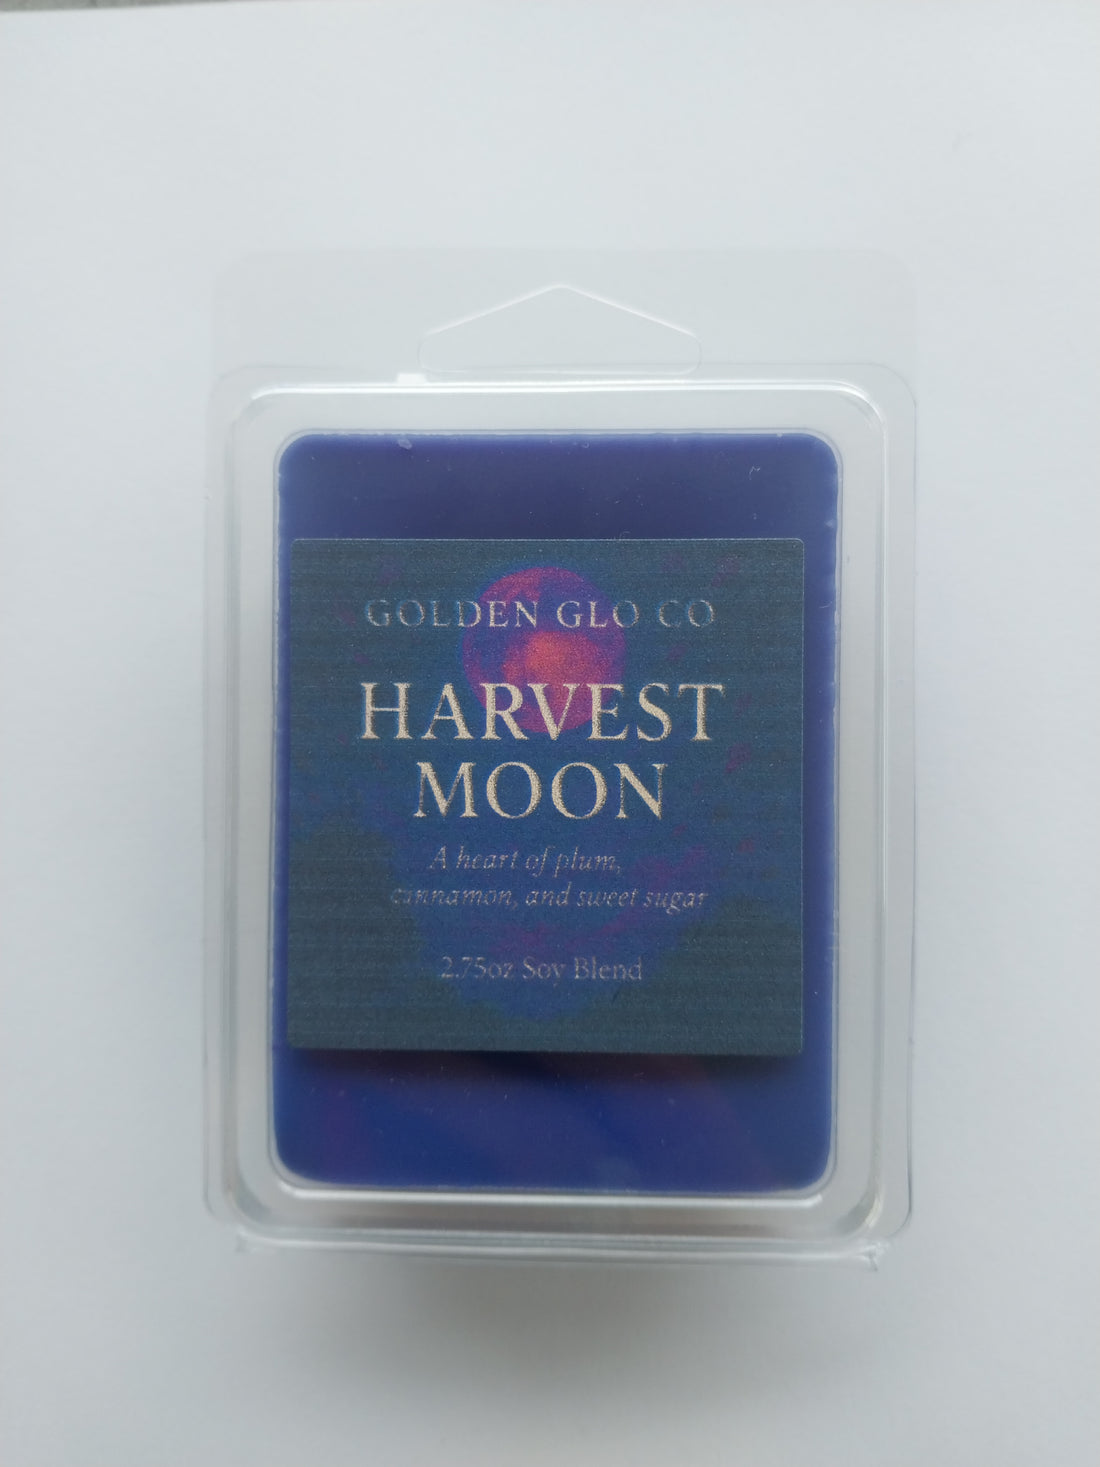 GOLDEN GLO CO
HARVEST
MOON
A heart of plum,
cinnamon, and sweet sugar
2.75oz Soy Blend